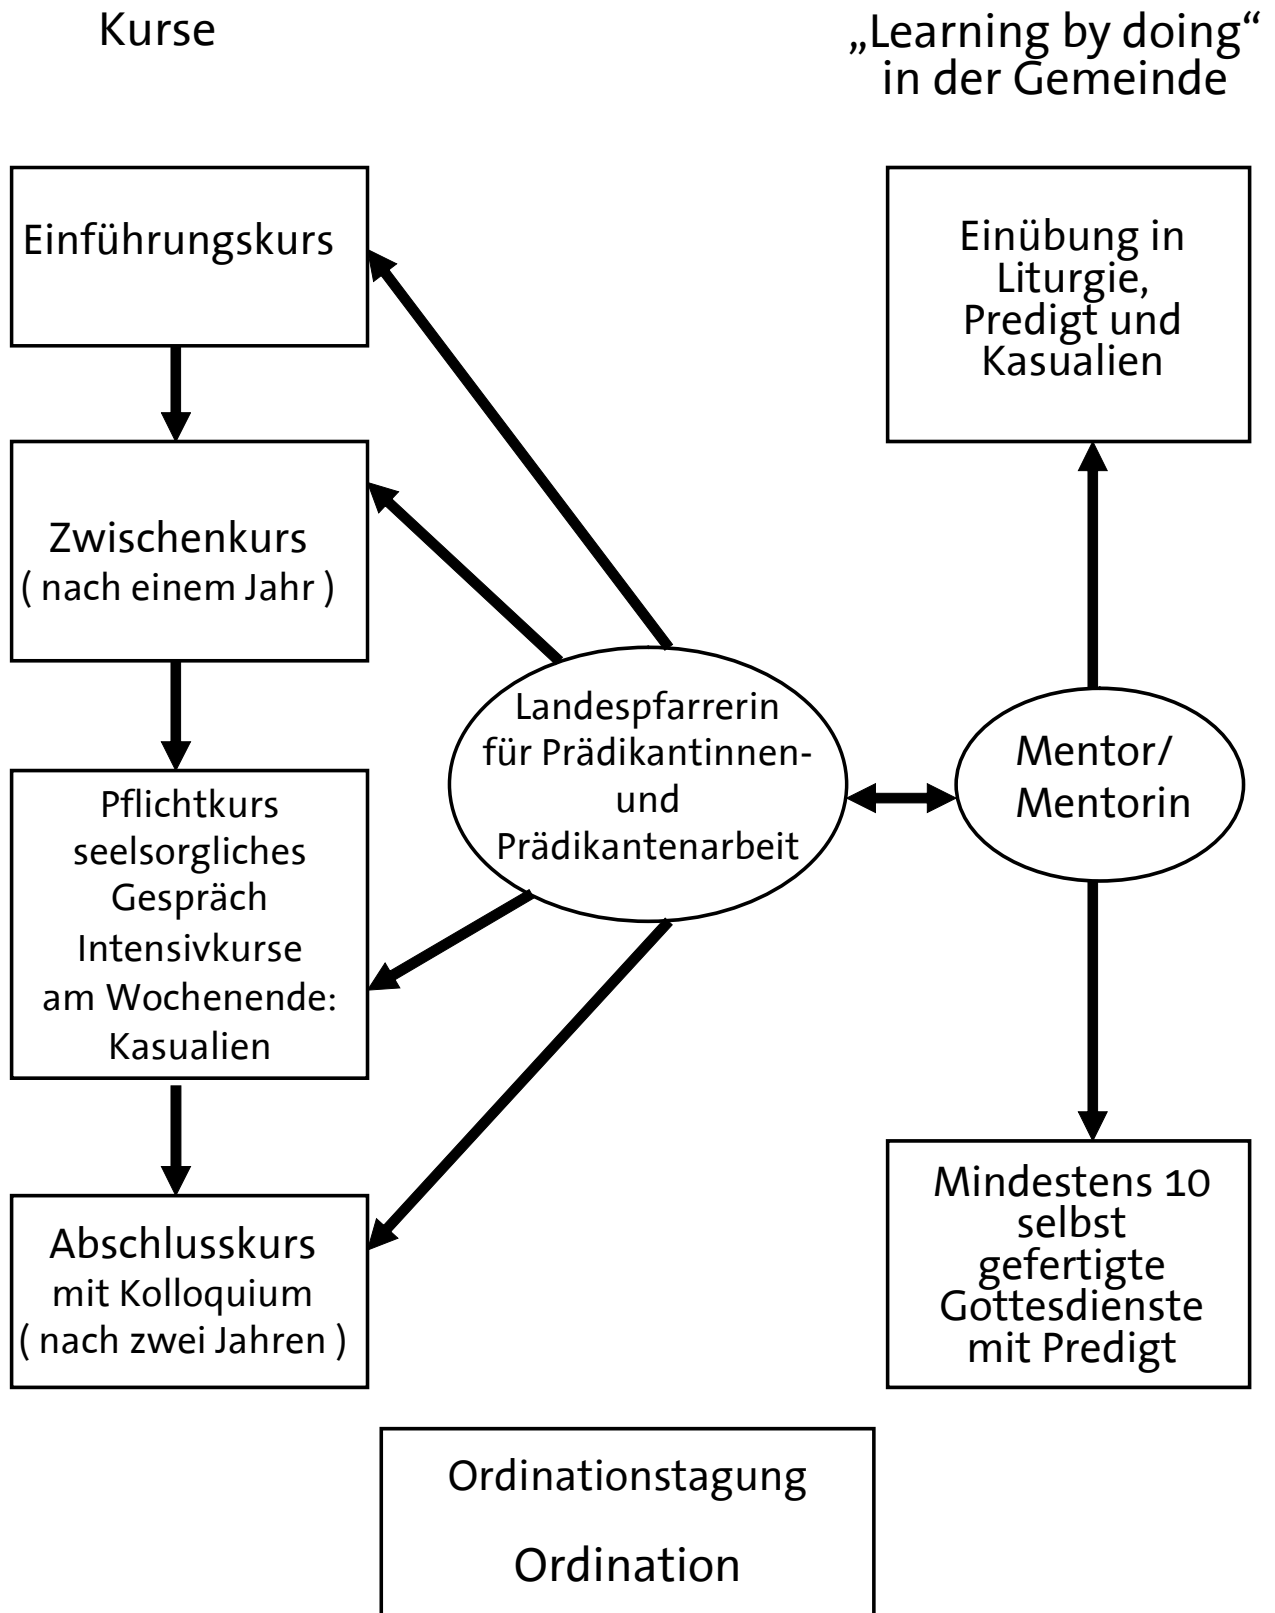 Kurse
„Learning by doing“
in der Gemeinde
Einführungskurs
Zwischenkurs
( nach einem Jahr )
Pflichtkurs
seelsorgliches
Gespräch
Intensivkurse
am Wochenende:
Kasualien
Abschlusskurs
mit Kolloquium
( nach zwei Jahren )
Landespfarrerin
für Prädikantinnen-
und
Prädikantenarbeit
Einübung in
Liturgie,
Predigt und
Kasualien
Mentor/
Mentorin
Mindestens 10
selbst
gefertigte
Gottesdienste
mit Predigt
Ordinationstagung
Ordination